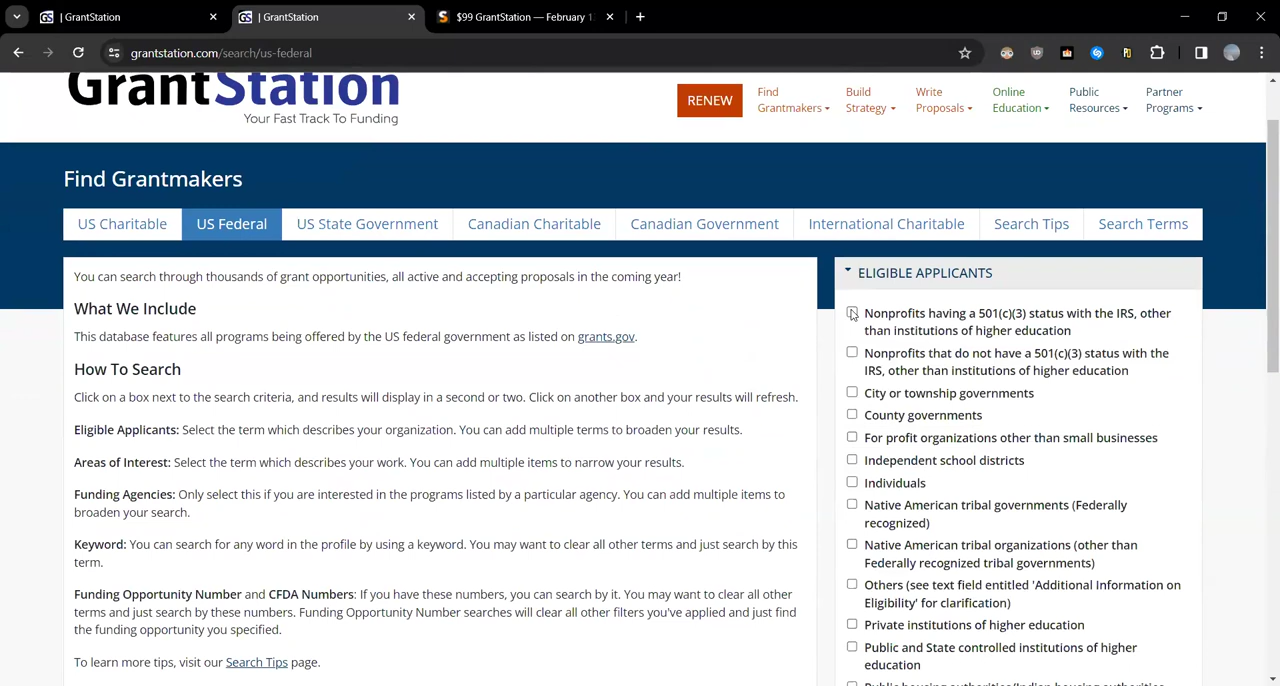 | GrantStation
| GrantStation
$99 GrantStation — February 1
grantstation.com/search/us-federal
GrantStation
Your Fast Track To Funding
RENEW
Find Grantmakers
Build Strategy
Write Proposals
Online Education
Public Resources
Partner Programs
Find Grantmakers
US Charitable
US Federal
US State Government
Canadian Charitable
Canadian Government
International Charitable
Search Tips
Search Terms
You can search through thousands of grant opportunities, all active and accepting proposals in the coming year!
What We Include
This database features all programs being offered by the US federal government as listed on grants.gov.
How To Search
Click on a box next to the search criteria, and results will display in a second or two. Click on another box and your results will refresh.
Eligible Applicants: Select the term which describes your organization. You can add multiple terms to broaden your results.
Areas of Interest: Select the term which describes your work. You can add multiple items to narrow your results.
Funding Agencies: Only select this if you are interested in the programs listed by a particular agency. You can add multiple items to
broaden your search.
Keyword: You can search for any word in the profile by using a keyword. You may want to clear all other terms and just search by this
term.
Funding Opportunity Number and CFDA Numbers: If you have these numbers, you can search by it. You may want to clear all other
terms and just search by these numbers. Funding Opportunity Number searches will clear all other filters you've applied and just find
the funding opportunity you specified.
To learn more tips, visit our Search Tips page.
ELIGIBLE APPLICANTS
Nonprofits having a 501(c)(3) status with the IRS, other
than institutions of higher education
Nonprofits that do not have a 501(c)(3) status with the
IRS, other than institutions of higher education
City or township governments
County governments
For profit organizations other than small businesses
Independent school districts
Individuals
Native American tribal governments (Federally
recognized)
Native American tribal organizations (other than
Federally recognized tribal governments)
Others (see text field entitled 'Additional Information on
Eligibility' for clarification)
Private institutions of higher education
Public and State controlled institutions of higher
education
Public housing authorities/Indian housing authorities